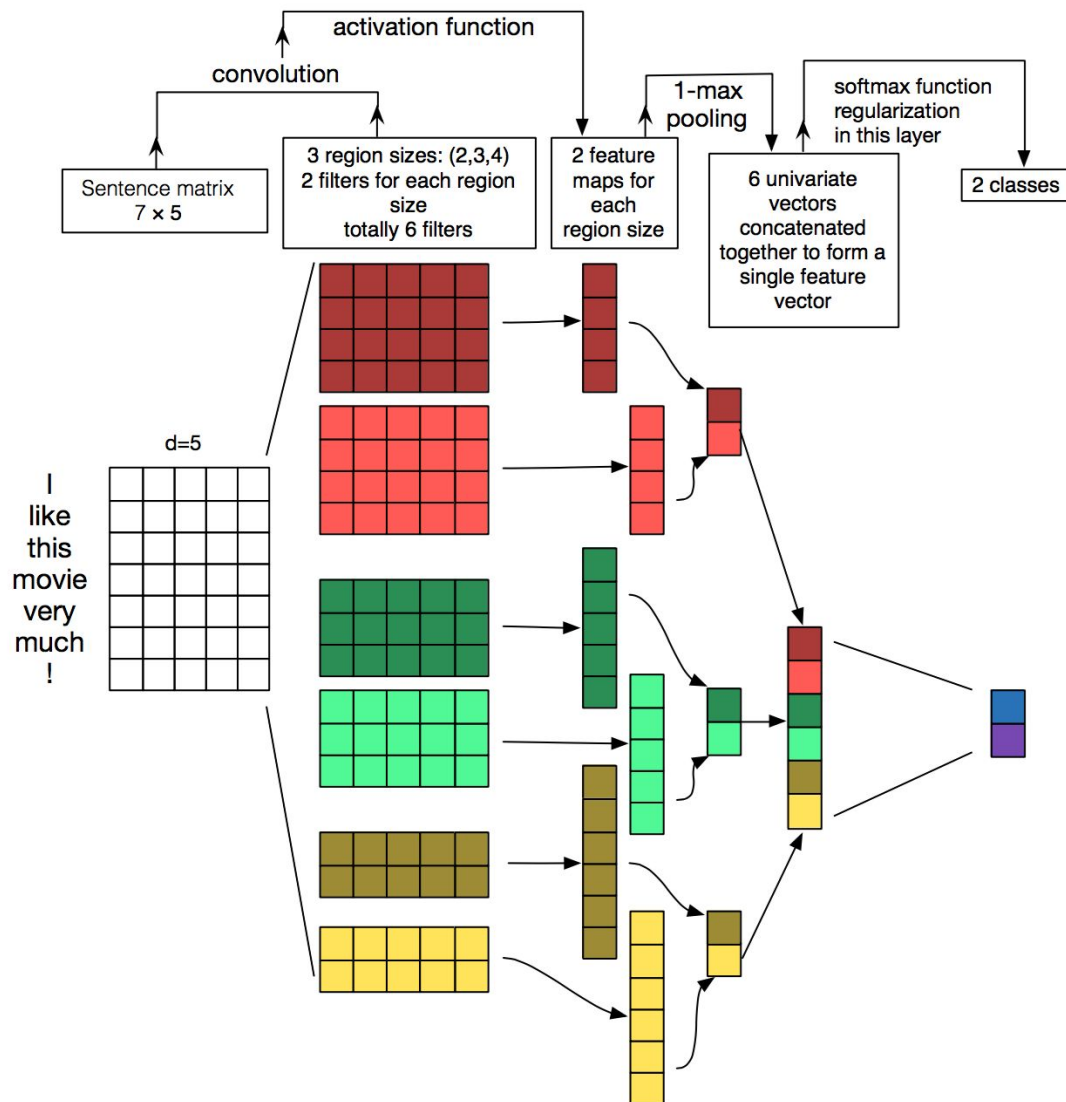 activation function
convolution
1-max
pooling
softmax function
regularization
in this layer
Sentence matrix
7 × 5
3 region sizes: (2,3,4)
2 filters for each region
size
totally 6 filters
2 feature
maps for
each
region size
6 univariate
vectors
concatenated
together to form a
single feature
vector
2 classes
d=5
I
like
this
movie
very
much
!